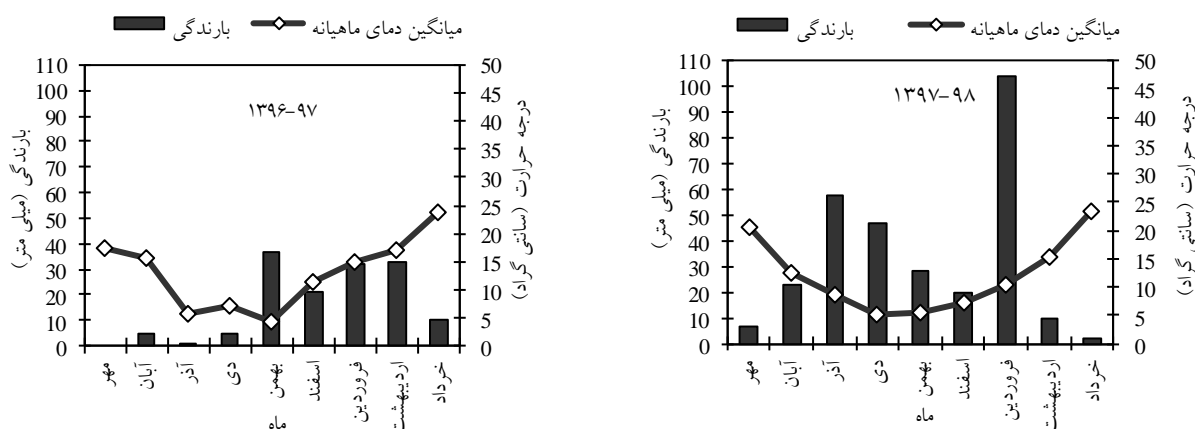 بارندگی
میانگین دمای ماهیانه
۱۳۹۶-۹۷
بارندگی (میلی متر)
110
100
90
80
70
60
50
40
30
20
10
0
درجه حرارت (سانتی گراد)
50
45
40
35
30
25
20
15
10
5
0
مهر
آبان
آذر
دی
بهمن
اسفند
فروردین
اردیبهشت
خرداد
ماه
بارندگی
میانگین دمای ماهیانه
۱۳۹۷-۹۸
بارندگی (میلی متر)
110
100
90
80
70
60
50
40
30
20
10
0
درجه حرارت (سانتی گراد)
50
45
40
35
30
25
20
15
10
5
0
مهر
آبان
آذر
دی
بهمن
اسفند
فروردین
اردیبهشت
خرداد
ماه